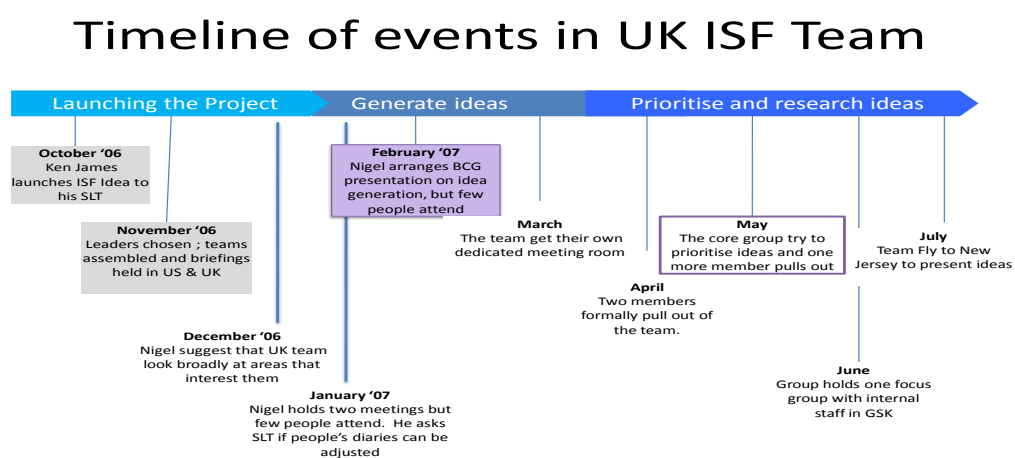 Timeline of events in UK ISF Team
Launching the Project
Generate ideas
Prioritise and research ideas
October ‘06
Ken James
launches ISF Idea to
his SLT
November ‘06
Leaders chosen ; teams
assembled and briefings
held in US & UK
December ‘06
Nigel suggest that UK team
look broadly at areas that
interest them
January ‘07
Nigel holds two meetings but
few people attend.  He asks
SLT if people’s diaries can be
adjusted
February ‘07
Nigel arranges BCG
presentation on idea
generation, but few
people attend
March
The team get their own
dedicated meeting room
April
Two members
formally pull out of
the team.
May
The core group try to
prioritise ideas and one
more member pulls out
June
Group holds one focus
group with internal
staff in GSK
July
Team Fly to New
Jersey to present ideas